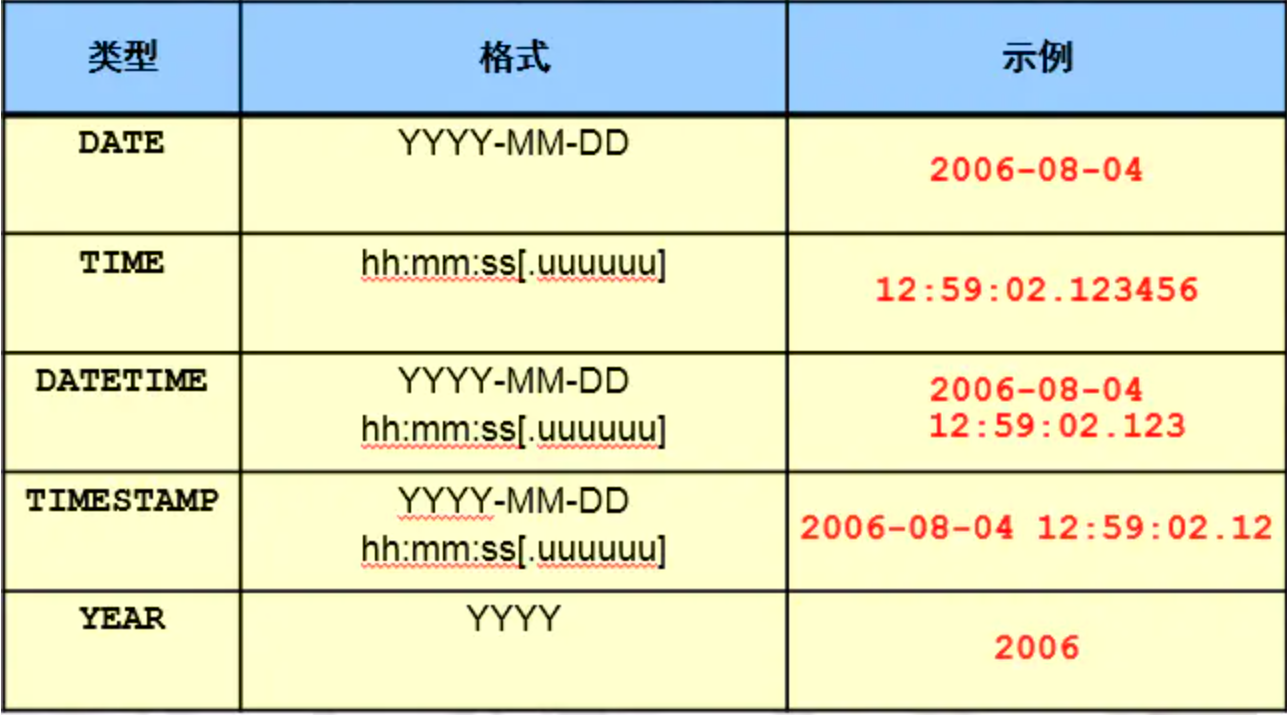 类型 格式 示例
DATE YYYY-MM-DD 2006-08-04
TIME hh:mm:ss[.uuuuuu] 12:59:02.123456
DATETIME YYYY-MM-DD 2006-08-04
hh:mm:ss[.uuuuuu] 12:59:02.123
TIMESTAMP YYYY-MM-DD
hh:mm:ss[.uuuuuu] 2006-08-04 12:59:02.12
YEAR YYYY 2006